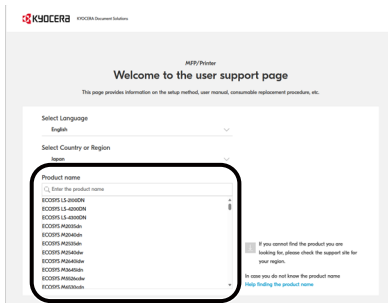 KYOCERA KYOCERA Document Solutions
MFP/Printer
Welcome to the user support page
This page provides information on the setup method, user manual, consumable replacement procedure, etc.
Select Language
English
Select Country or Region
Japan
Product name
Enter the product name
ECOSYS LS-2100DN
ECOSYS LS-4200DN
ECOSYS LS-4300DN
ECOSYS M2035dn
ECOSYS M2040dn
ECOSYS M2535dn
ECOSYS M2540dw
ECOSYS M2640idw
ECOSYS M3645idn
ECOSYS M5526cdw
ECOSYS M6030cdn
If you cannot find the product you are
looking for, please check the support site for
your region.
In case you do not know the product name
Help finding the product name